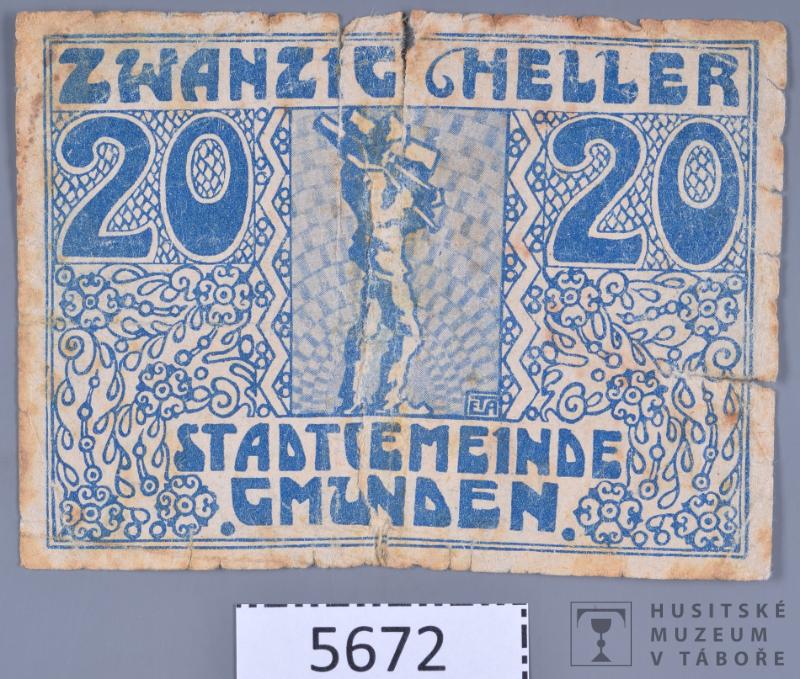 ZWANZIG HELLER
20 20
STADTGEMEINDE
GMUNDEN.
5672
HUSITSKÉ
MUZEUM
V TÁBOŘE